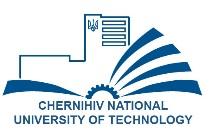 CHERNIHIV NATIONAL
UNIVERSITY OF TECHNOLOGY